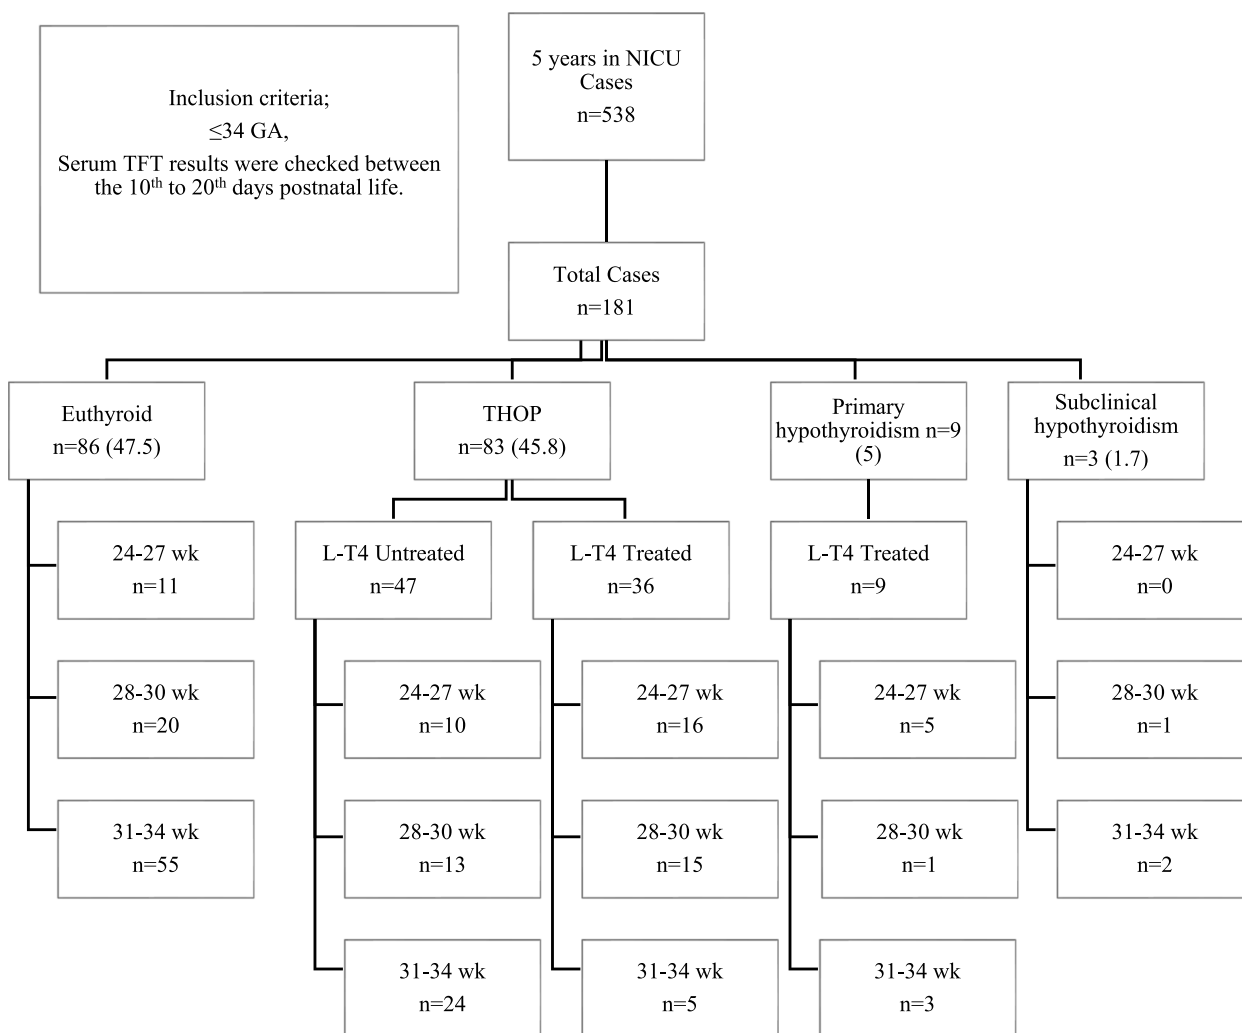 Inclusion criteria;
≤34 GA,
Serum TFT results were checked between
the 10th to 20th days postnatal life.
5 years in NICU
Cases
n=538
Total Cases
n=181
Euthyroid
n=86 (47.5)
THOP
n=83 (45.8)
Primary
hypothyroidism n=9
(5)
Subclinical
hypothyroidism
n=3 (1.7)
24-27 wk
n=11
L-T4 Untreated
n=47
L-T4 Treated
n=36
L-T4 Treated
n=9
24-27 wk
n=0
28-30 wk
n=20
24-27 wk
n=10
24-27 wk
n=16
24-27 wk
n=5
28-30 wk
n=1
31-34 wk
n=55
28-30 wk
n=13
28-30 wk
n=15
28-30 wk
n=1
31-34 wk
n=2
31-34 wk
n=24
31-34 wk
n=5
31-34 wk
n=3